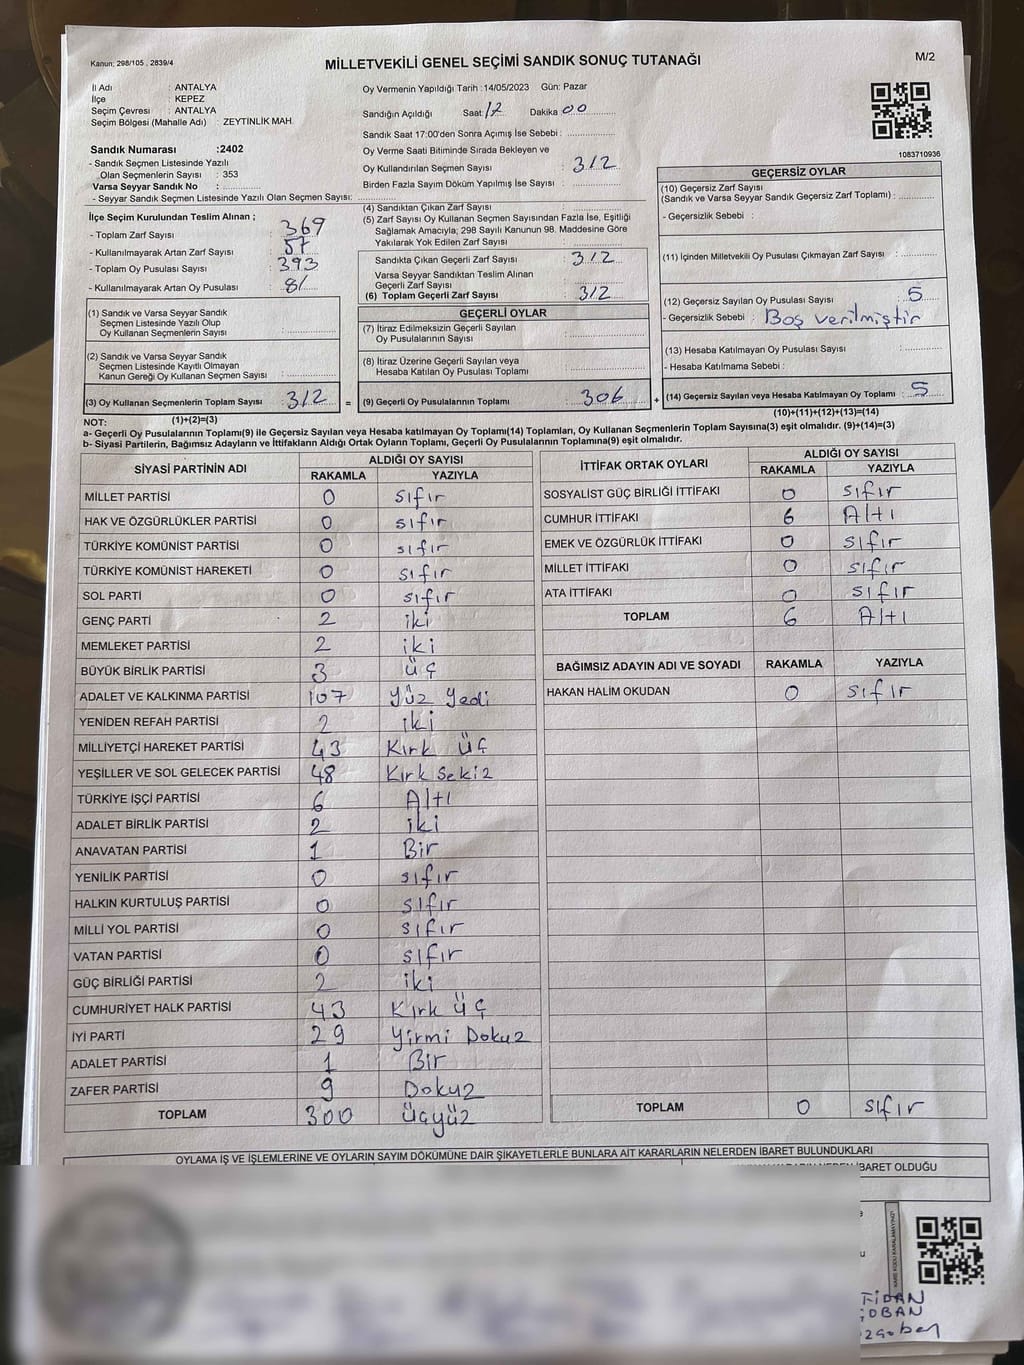 Kanun; 298/105 , 2839/4
MİLLETVEKİLİ GENEL SEÇİMİ SANDIK SONUÇ TUTANAĞI
M/2
İl Adı : ANTALYA
İlçe : KEPEZ
Seçim Çevresi : ANTALYA
Seçim Bölgesi (Mahalle Adı) : ZEYTİNLİK MAH.
Sandık Numarası :2402
- Sandık Seçmen Listesinde Yazılı
Olan Seçmenlerin Sayısı : 353
Varsa Seyyar Sandık No :
- Seyyar Sandık Seçmen Listesinde Yazılı Olan Seçmen Sayısı:
İlçe Seçim Kurulundan Teslim Alınan ;
- Toplam Zarf Sayısı : 369
- Kullanılmayarak Artan Zarf Sayısı : 57
- Toplam Oy Pusulası Sayısı : 393
- Kullanılmayarak Artan Oy Pusulası : 81
(1) Sandık ve Varsa Seyyar Sandık
Seçmen Listesinde Yazılı Olup
Oy Kullanan Seçmenlerin Sayısı :
(2) Sandık ve Varsa Seyyar Sandık
Seçmen Listesinde Kayıtlı Olmayan
Kanun Gereği Oy Kullanan Seçmen Sayısı :
(3) Oy Kullanan Seçmenlerin Toplam Sayısı : 312
(1)+(2)=(3)
Oy Vermenin Yapıldığı Tarih :14/05/2023 Gün: Pazar
Sandığın Açıldığı Saat: 17 Dakika: 00
Sandık Saat 17:00'den Sonra Açımış İse Sebebi :
Oy Verme Saati Bitiminde Sırada Bekleyen ve
Oy Kullandırılan Seçmen Sayısı : 312
Birden Fazla Sayım Döküm Yapılmış İse Sayısı :
(4) Sandıktan Çıkan Zarf Sayısı :
(5) Zarf Sayısı Oy Kullanan Seçmen Sayısından Fazla İse, Eşitliği
Sağlamak Amacıyla; 298 Sayılı Kanunun 98. Maddesine Göre
Yakılarak Yok Edilen Zarf Sayısı :
Sandıkta Çıkan Geçerli Zarf Sayısı : 312
Varsa Seyyar Sandıktan Teslim Alınan
Geçerli Zarf Sayısı :
(6) Toplam Geçerli Zarf Sayısı : 312
GEÇERLİ OYLAR
(7) İtiraz Edilmeksizin Geçerli Sayılan
Oy Pusulalarının Sayısı :
(8) İtiraz Üzerine Geçerli Sayılan veya
Hesaba Katılan Oy Pusulası Toplamı :
= (9) Geçerli Oy Pusulalarının Toplamı : 306
1083710936
GEÇERSİZ OYLAR
(10) Geçersiz Zarf Sayısı
(Sandık ve Varsa Seyyar Sandık Geçersiz Zarf Toplamı) :
- Geçersizlik Sebebi :
(11) İçinden Milletvekili Oy Pusulası Çıkmayan Zarf Sayısı :
(12) Geçersiz Sayılan Oy Pusulası Sayısı : 5
- Geçersizlik Sebebi : Boş verilmiştir
(13) Hesaba Katılmayan Oy Pusulası Sayısı :
- Hesaba Katılmama Sebebi :
+ (14) Geçersiz Sayılan veya Hesaba Katılmayan Oy Toplamı : 5
(10)+(11)+(12)+(13)=(14)
NOT:
a- Geçerli Oy Pusulalarının Toplamı(9) ile Geçersiz Sayılan veya Hesaba Katılmayan Oy Toplamı(14) Toplamları, Oy Kullanan Seçmenlerin Toplam Sayısına(3) eşit olmalıdır. (9)+(14)=(3)
b- Siyasi Partilerin, Bağımsız Adayların ve İttifakların Aldığı Ortak Oyların Toplamı, Geçerli Oy Pusulalarının Toplamına(9) eşit olmalıdır.
SİYASİ PARTİNİN ADI ALDIĞI OY SAYISI
RAKAMLA YAZIYLA
MİLLET PARTİSİ 0 sıfır
HAK VE ÖZGÜRLÜKLER PARTİSİ 0 sıfır
TÜRKİYE KOMÜNİST PARTİSİ 0 sıfır
TÜRKİYE KOMÜNİST HAREKETİ 0 sıfır
SOL PARTİ 0 sıfır
GENÇ PARTİ 2 iki
MEMLEKET PARTİSİ 2 iki
BÜYÜK BİRLİK PARTİSİ 3 üç
ADALET VE KALKINMA PARTİSİ 107 Yüz Yedi
YENİDEN REFAH PARTİSİ 2 iki
MİLLİYETÇİ HAREKET PARTİSİ 43 Kırk üç
YEŞİLLER VE SOL GELECEK PARTİSİ 48 Kırk Sekiz
TÜRKİYE İŞÇİ PARTİSİ 6 Altı
ADALET BİRLİK PARTİSİ 2 iki
ANAVATAN PARTİSİ 1 Bir
YENİLİK PARTİSİ 0 sıfır
HALKIN KURTULUŞ PARTİSİ 0 sıfır
MİLLİ YOL PARTİSİ 0 sıfır
VATAN PARTİSİ 0 sıfır
GÜÇ BİRLİĞİ PARTİSİ 2 iki
CUMHURİYET HALK PARTİSİ 43 Kırk üç
İYİ PARTİ 29 Yirmi Dokuz
ADALET PARTİSİ 1 Bir
ZAFER PARTİSİ 9 Dokuz
TOPLAM 300 üçyüz
İTTİFAK ORTAK OYLARI ALDIĞI OY SAYISI
RAKAMLA YAZIYLA
SOSYALİST GÜÇ BİRLİĞİ İTTİFAKI 0 sıfır
CUMHUR İTTİFAKI 6 Altı
EMEK VE ÖZGÜRLÜK İTTİFAKI 0 sıfır
MİLLET İTTİFAKI 0 sıfır
ATA İTTİFAKI 0 sıfır
TOPLAM 6 Altı
BAĞIMSIZ ADAYIN ADI VE SOYADI RAKAMLA YAZIYLA
HAKAN HALİM OKUDAN 0 sıfır
TOPLAM 0 sıfır
OYLAMA İŞ VE İŞLEMLERİNE VE OYLARIN SAYIM DÖKÜMÜNE DAİR ŞİKAYETLERLE BUNLARA AİT KARARLARIN NELERDEN İBARET BULUNDUKLARI
İBARET OLDUĞU
KARE KODU KARALAMAYINIZ!